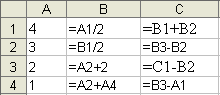 A B C
1 4 =A1/2 =B1+B2
2 3 =B1/2 =B3-B2
3 2 =A2+2 =C1-B2
4 1 =A2+A4 =B3-A1